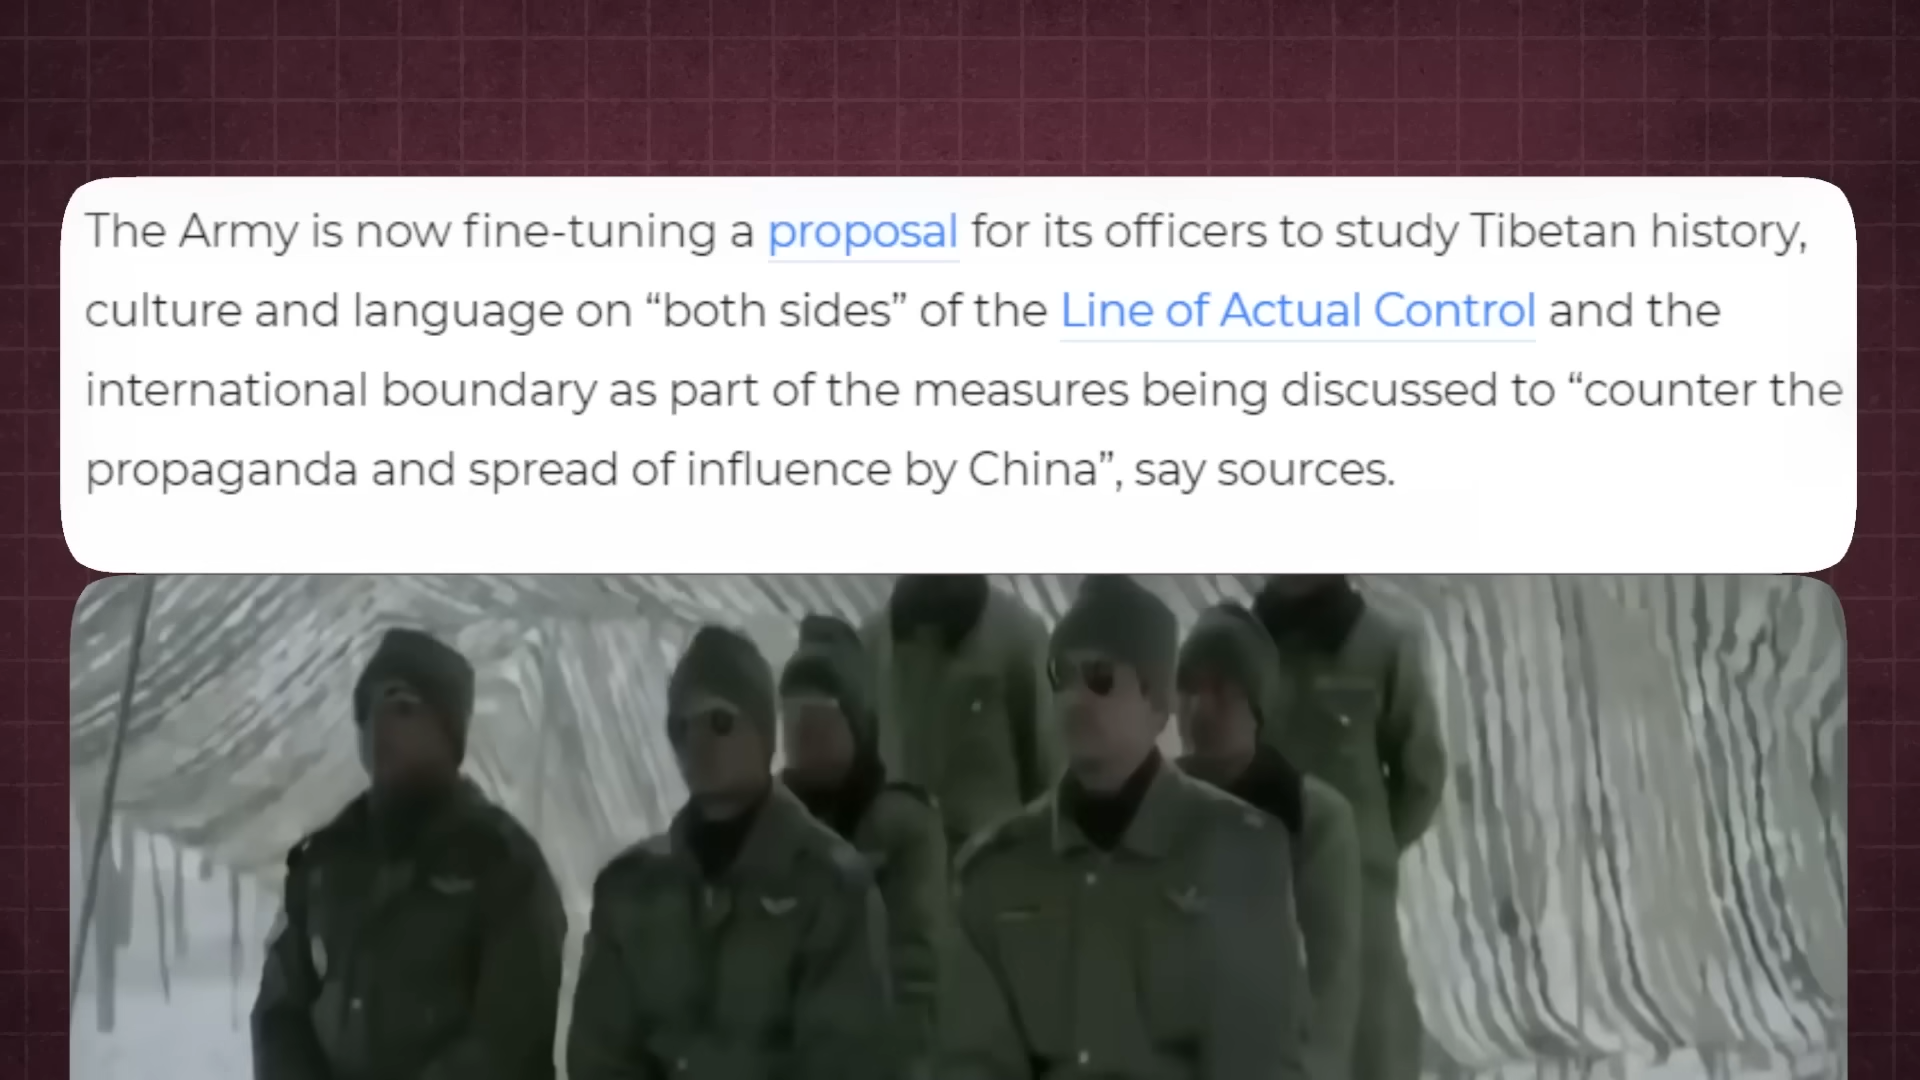 The Army is now fine-tuning a proposal for its officers to study Tibetan history,
culture and language on “both sides” of the Line of Actual Control and the
international boundary as part of the measures being discussed to “counter the
propaganda and spread of influence by China”, say sources.